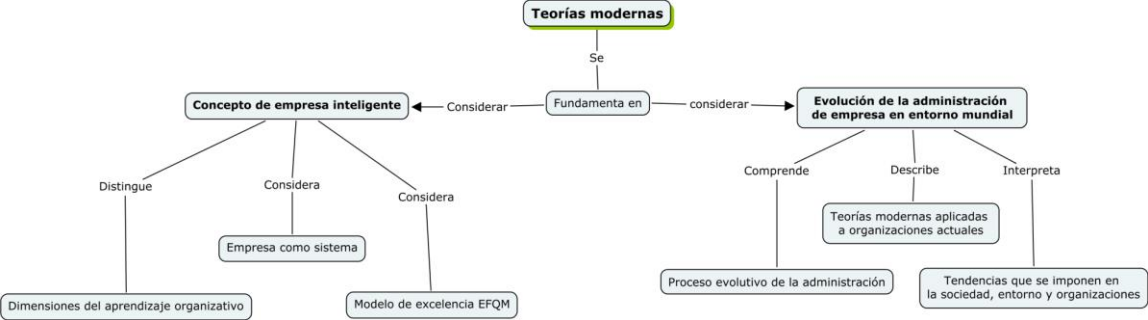 Teorías modernas
Se
Fundamenta en
Considerar
considerar
Concepto de empresa inteligente
Evolución de la administración
de empresa en entorno mundial
Distingue
Considera
Considera
Comprende
Describe
Interpreta
Dimensiones del aprendizaje organizativo
Empresa como sistema
Modelo de excelencia EFQM
Proceso evolutivo de la administración
Teorías modernas aplicadas
a organizaciones actuales
Tendencias que se imponen en
la sociedad, entorno y organizaciones